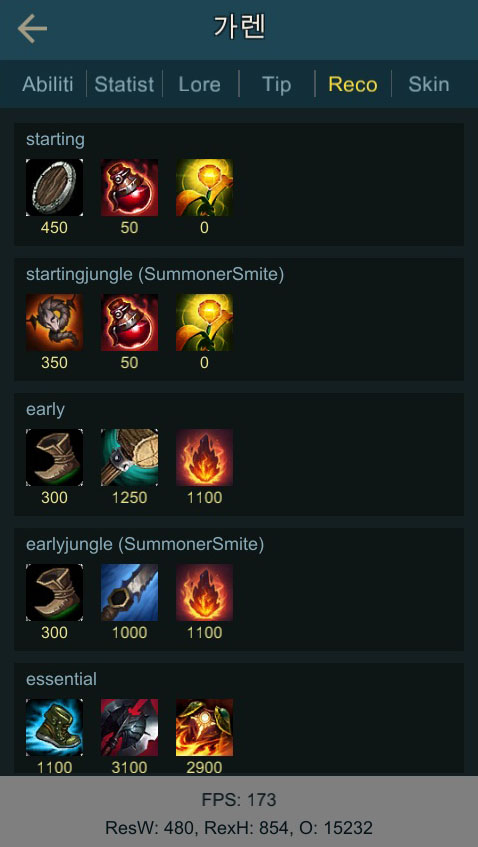 가렌
Abiliti Statist Lore Tip Reco Skin
starting
450 50 0
startingjungle (SummonerSmite)
350 50 0
early
300 1250 1100
earlyjungle (SummonerSmite)
300 1000 1100
essential
1100 3100 2900
FPS: 173
ResW: 480, RexH: 854, O: 15232